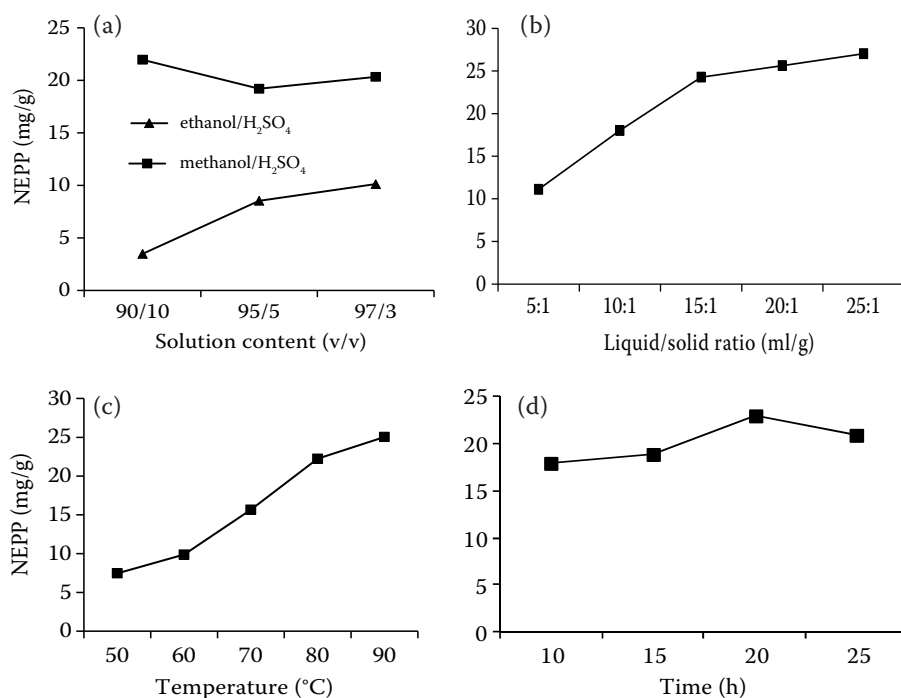 (a)
NEPP (mg/g)
25
20
15
10
5
0
ethanol/H₂SO₄
methanol/H₂SO₄
90/10 95/5 97/3
Solution content (v/v)
(b)
30
25
20
15
10
5
0
5:1 10:1 15:1 20:1 25:1
Liquid/solid ratio (ml/g)
(c)
NEPP (mg/g)
30
25
20
15
10
5
0
50 60 70 80 90
Temperature (°C)
(d)
25
20
15
10
5
0
10 15 20 25
Time (h)